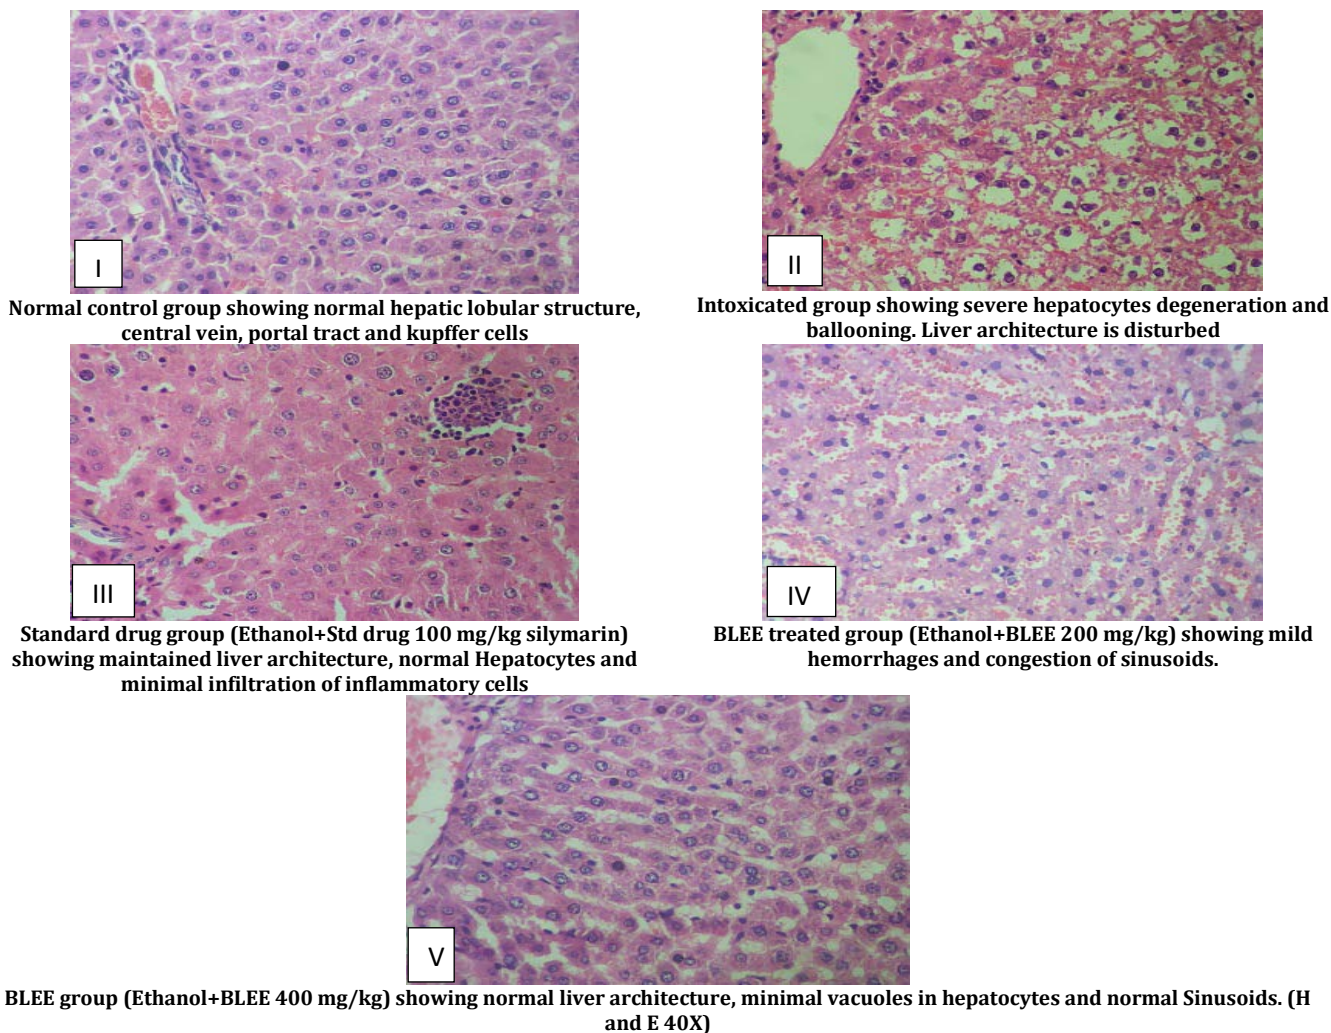 I
Normal control group showing normal hepatic lobular structure,
central vein, portal tract and kupffer cells
II
Intoxicated group showing severe hepatocytes degeneration and
ballooning. Liver architecture is disturbed
III
Standard drug group (Ethanol+Std drug 100 mg/kg silymarin)
showing maintained liver architecture, normal Hepatocytes and
minimal infiltration of inflammatory cells
IV
BLEE treated group (Ethanol+BLEE 200 mg/kg) showing mild
hemorrhages and congestion of sinusoids.
V
BLEE group (Ethanol+BLEE 400 mg/kg) showing normal liver architecture, minimal vacuoles in hepatocytes and normal Sinusoids. (H
and E 40X)